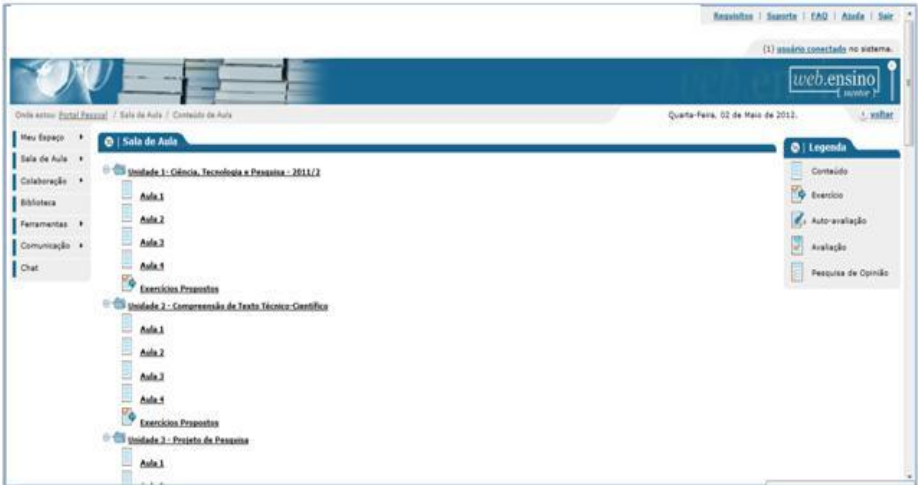 Requisitos | Suporte | FAQ | Ajuda | Sair
(1) usuário conectado no sistema.
web.ensino
[ mentor ]
Onde estou: Portal Pessoal / Sala de Aula / Conteúdo de Aula
Quarta-Feira, 02 de Maio de 2012.
voltar
Meu Espaço
Sala de Aula
Colaboração
Biblioteca
Ferramentas
Comunicação
Chat
| Sala de Aula
Unidade 1- Ciência, Tecnologia e Pesquisa - 2011/2
Aula 1
Aula 2
Aula 3
Aula 4
Exercícios Propostos
Unidade 2 - Compreensão de Texto Técnico-Científico
Aula 1
Aula 2
Aula 3
Aula 4
Exercícios Propostos
Unidade 3 - Projeto de Pesquisa
Aula 1
| Legenda
Conteúdo
Exercício
Auto-avaliação
Avaliação
Pesquisa de Opinião